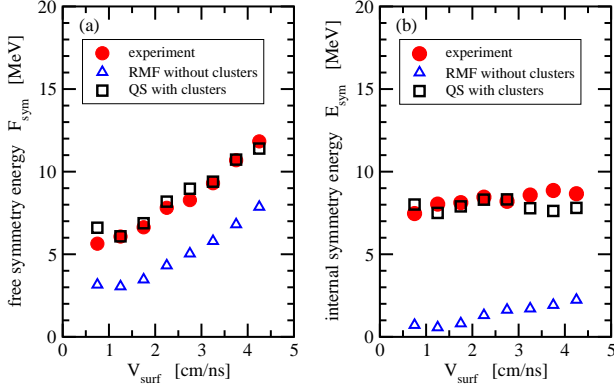 (a)
experiment
RMF without clusters
QS with clusters
free symmetry energy F_sym [MeV]
0
5
10
15
20
0 1 2 3 4 5
V_surf [cm/ns]
(b)
experiment
RMF without clusters
QS with clusters
internal symmetry energy E_sym [MeV]
0
5
10
15
20
0 1 2 3 4 5
V_surf [cm/ns]